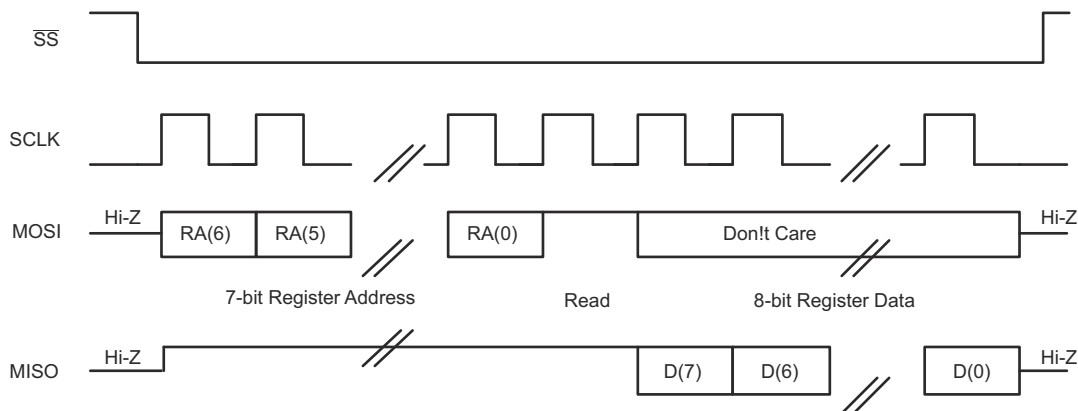 SS
SCLK
Hi-Z Hi-Z
MOSI RA(6) RA(5) RA(0) Don!t Care
7-bit Register Address Read 8-bit Register Data
Hi-Z Hi-Z
MISO D(7) D(6) D(0)